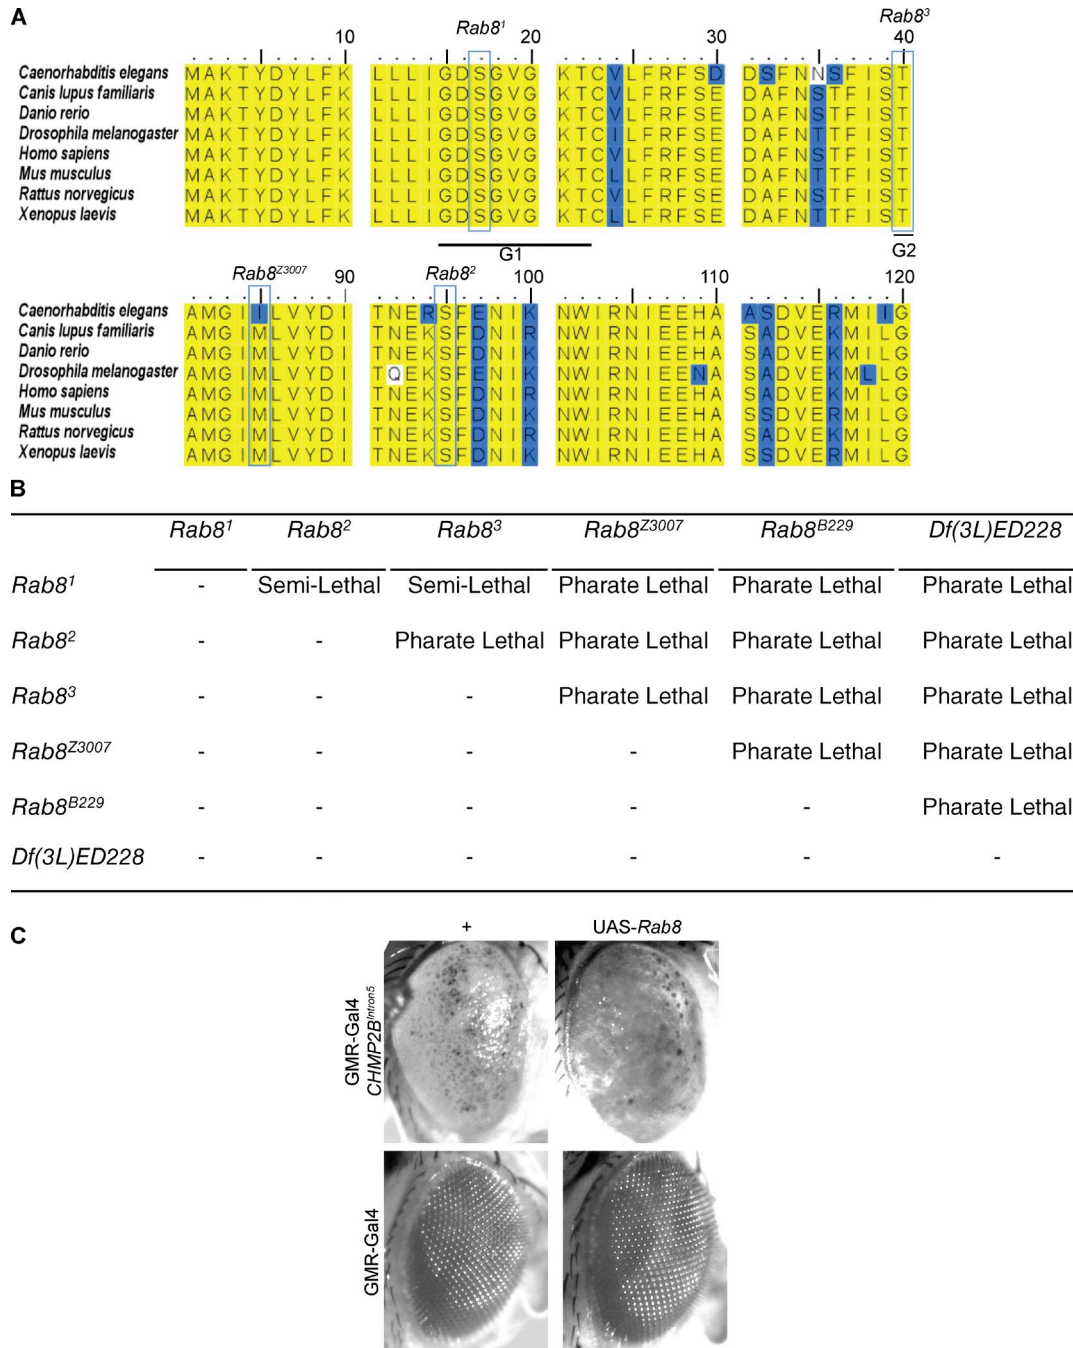 A
Rab8¹ Rab8³
10 20 30 40
Caenorhabditis elegans MAKTYDYLFK LLLIGDSGVG KTCVLFRFSD DSFNNSFIST
Canis lupus familiaris MAKTYDYLFK LLLIGDSGVG KTCVLFRFSE DAFNSTFIST
Danio rerio MAKTYDYLFK LLLIGDSGVG KTCVLFRFSE DAFNSTFIST
Drosophila melanogaster MAKTYDYLFK LLLIGDSGVG KTCILFRFSE DAFNTTFIST
Homo sapiens MAKTYDYLFK LLLIGDSGVG KTCVLFRFSE DAFNSTFIST
Mus musculus MAKTYDYLFK LLLIGDSGVG KTCLLFRFSE DAFNSTFIST
Rattus norvegicus MAKTYDYLFK LLLIGDSGVG KTCVLFRFSE DAFNSTFIST
Xenopus laevis MAKTYDYLFK LLLIGDSGVG KTCLLFRFSE DAFNTTFIST
G1 G2
Rab8^Z3007 90 Rab8² 100 110 120
Caenorhabditis elegans AMGIILVYDI TNERSFENIK NWIRNIEEHA ASDVERMIIG
Canis lupus familiaris AMGIMLVYDI TNEKSFDNIR NWIRNIEEHA SADVEKMILG
Danio rerio AMGIMLVYDI TNEKSFDNIR NWIRNIEEHA SADVEKMILG
Drosophila melanogaster AMGIMLVYDI TQEKSFENIK NWIRNIEENA SADVEKMLLG
Homo sapiens AMGIMLVYDI TNEKSFDNIR NWIRNIEEHA SADVEKMILG
Mus musculus AMGIMLVYDI TNEKSFDNIR NWIRNIEEHA SSDVERMILG
Rattus norvegicus AMGIMLVYDI TNEKSFDNIR NWIRNIEEHA SADVEKMILG
Xenopus laevis AMGIMLVYDI TNEKSFDNIK NWIRNIEEHA SSDVERMILG
B
Rab8¹ Rab8² Rab8³ Rab8^Z3007 Rab8^B229 Df(3L)ED228
Rab8¹ - Semi-Lethal Semi-Lethal Pharate Lethal Pharate Lethal Pharate Lethal
Rab8² - - Pharate Lethal Pharate Lethal Pharate Lethal Pharate Lethal
Rab8³ - - - Pharate Lethal Pharate Lethal Pharate Lethal
Rab8^Z3007 - - - - Pharate Lethal Pharate Lethal
Rab8^B229 - - - - - Pharate Lethal
Df(3L)ED228 - - - - - -
C
+ UAS-Rab8
GMR-Gal4
CHMP2B^Intron5
GMR-Gal4